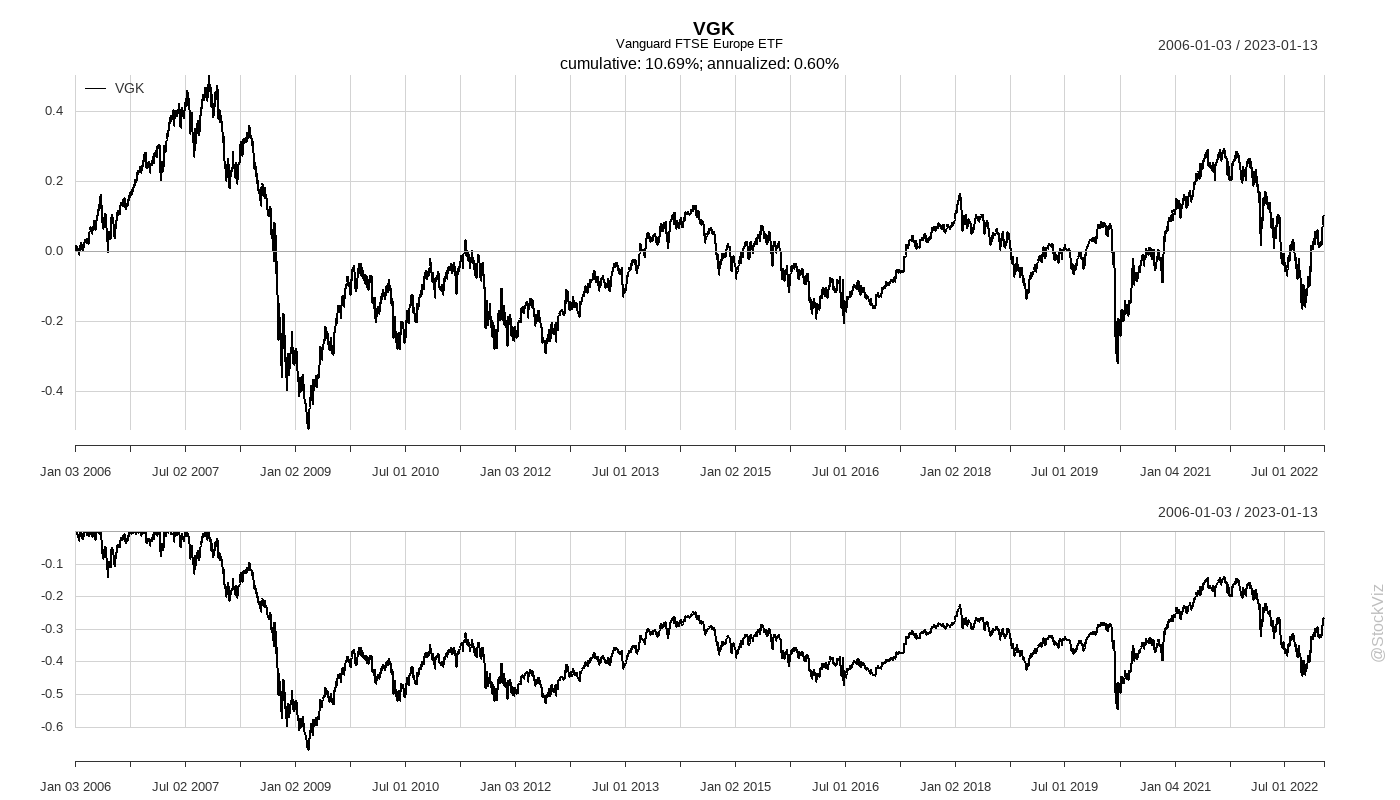 VGK
Vanguard FTSE Europe ETF
2006-01-03 / 2023-01-13
cumulative: 10.69%; annualized: 0.60%
VGK
0.4
0.2
0.0
-0.2
-0.4
Jan 03 2006 Jul 02 2007 Jan 02 2009 Jul 01 2010 Jan 03 2012 Jul 01 2013 Jan 02 2015 Jul 01 2016 Jan 02 2018 Jul 01 2019 Jan 04 2021 Jul 01 2022
2006-01-03 / 2023-01-13
-0.1
-0.2
-0.3
-0.4
-0.5
-0.6
Jan 03 2006 Jul 02 2007 Jan 02 2009 Jul 01 2010 Jan 03 2012 Jul 01 2013 Jan 02 2015 Jul 01 2016 Jan 02 2018 Jul 01 2019 Jan 04 2021 Jul 01 2022
@StockViz